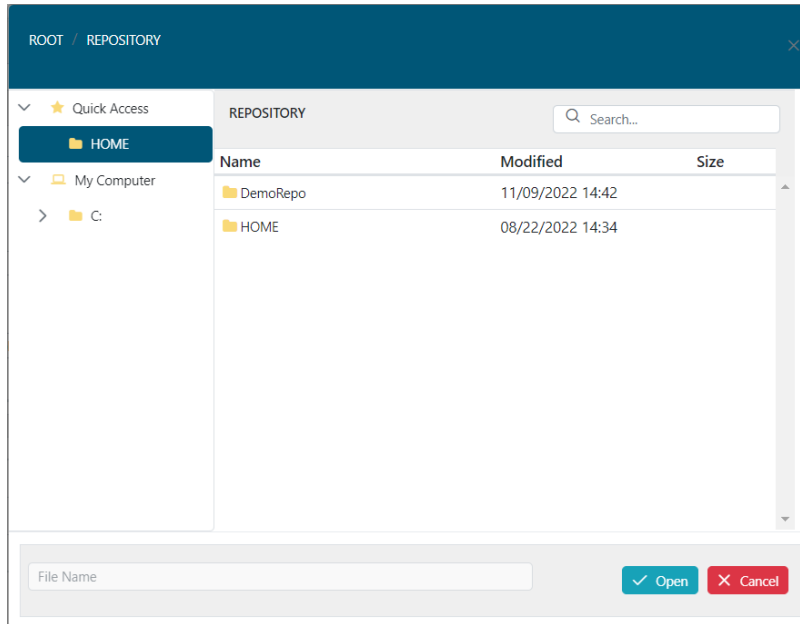 ROOT / REPOSITORY
Quick Access
HOME
My Computer
C:
REPOSITORY
Search...
Name Modified Size
DemoRepo 11/09/2022 14:42
HOME 08/22/2022 14:34
File Name
Open Cancel